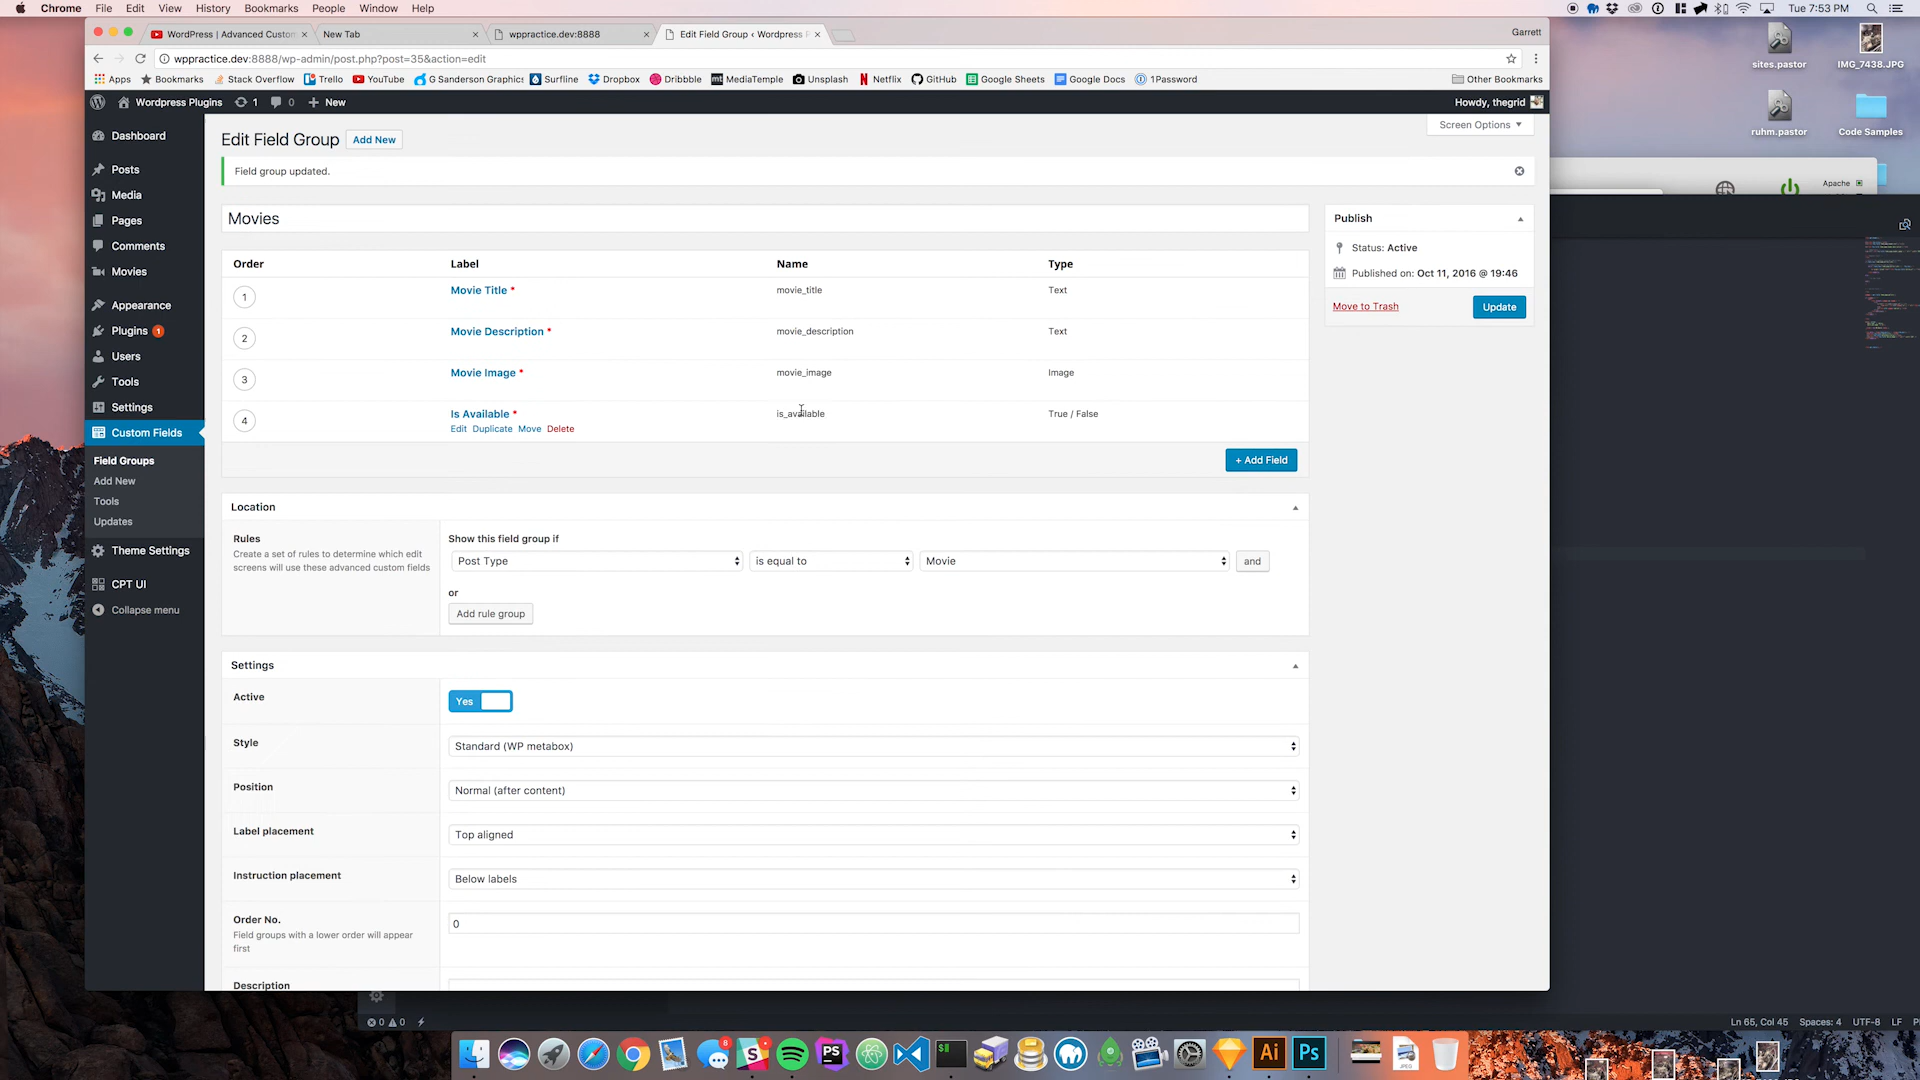 Chrome File Edit View History Bookmarks People Window Help
Tue 7:53 PM
WordPress | Advanced Custom
New Tab
wppractice.dev:8888
Edit Field Group ‹ Wordpress P
Garrett
wppractice.dev:8888/wp-admin/post.php?post=35&action=edit
Apps Bookmarks Stack Overflow Trello YouTube G Sanderson Graphics Surfline Dropbox Dribbble MediaTemple Unsplash Netflix GitHub Google Sheets Google Docs 1Password Other Bookmarks
Wordpress Plugins 1 0 + New
Howdy, thegrid
Dashboard
Posts
Media
Pages
Comments
Movies
Appearance
Plugins 1
Users
Tools
Settings
Custom Fields
Field Groups
Add New
Tools
Updates
Theme Settings
CPT UI
Collapse menu
Screen Options
Edit Field Group Add New
Field group updated.
Movies
Order Label Name Type
1 Movie Title * movie_title Text
2 Movie Description * movie_description Text
3 Movie Image * movie_image Image
4 Is Available * is_available True / False
Edit Duplicate Move Delete
+ Add Field
Location
Rules
Create a set of rules to determine which edit
screens will use these advanced custom fields
Show this field group if
Post Type is equal to Movie and
or
Add rule group
Settings
Active Yes
Style Standard (WP metabox)
Position Normal (after content)
Label placement Top aligned
Instruction placement Below labels
Order No. 0
Field groups with a lower order will appear
first
Description
Publish
Status: Active
Published on: Oct 11, 2016 @ 19:46
Move to Trash Update
sites.pastor
IMG_7438.JPG
ruhm.pastor
Code Samples
Apache
0 0
Ln 65, Col 45 Spaces: 4 UTF-8 LF
8
PS
$
Ai
Ps
JPEG